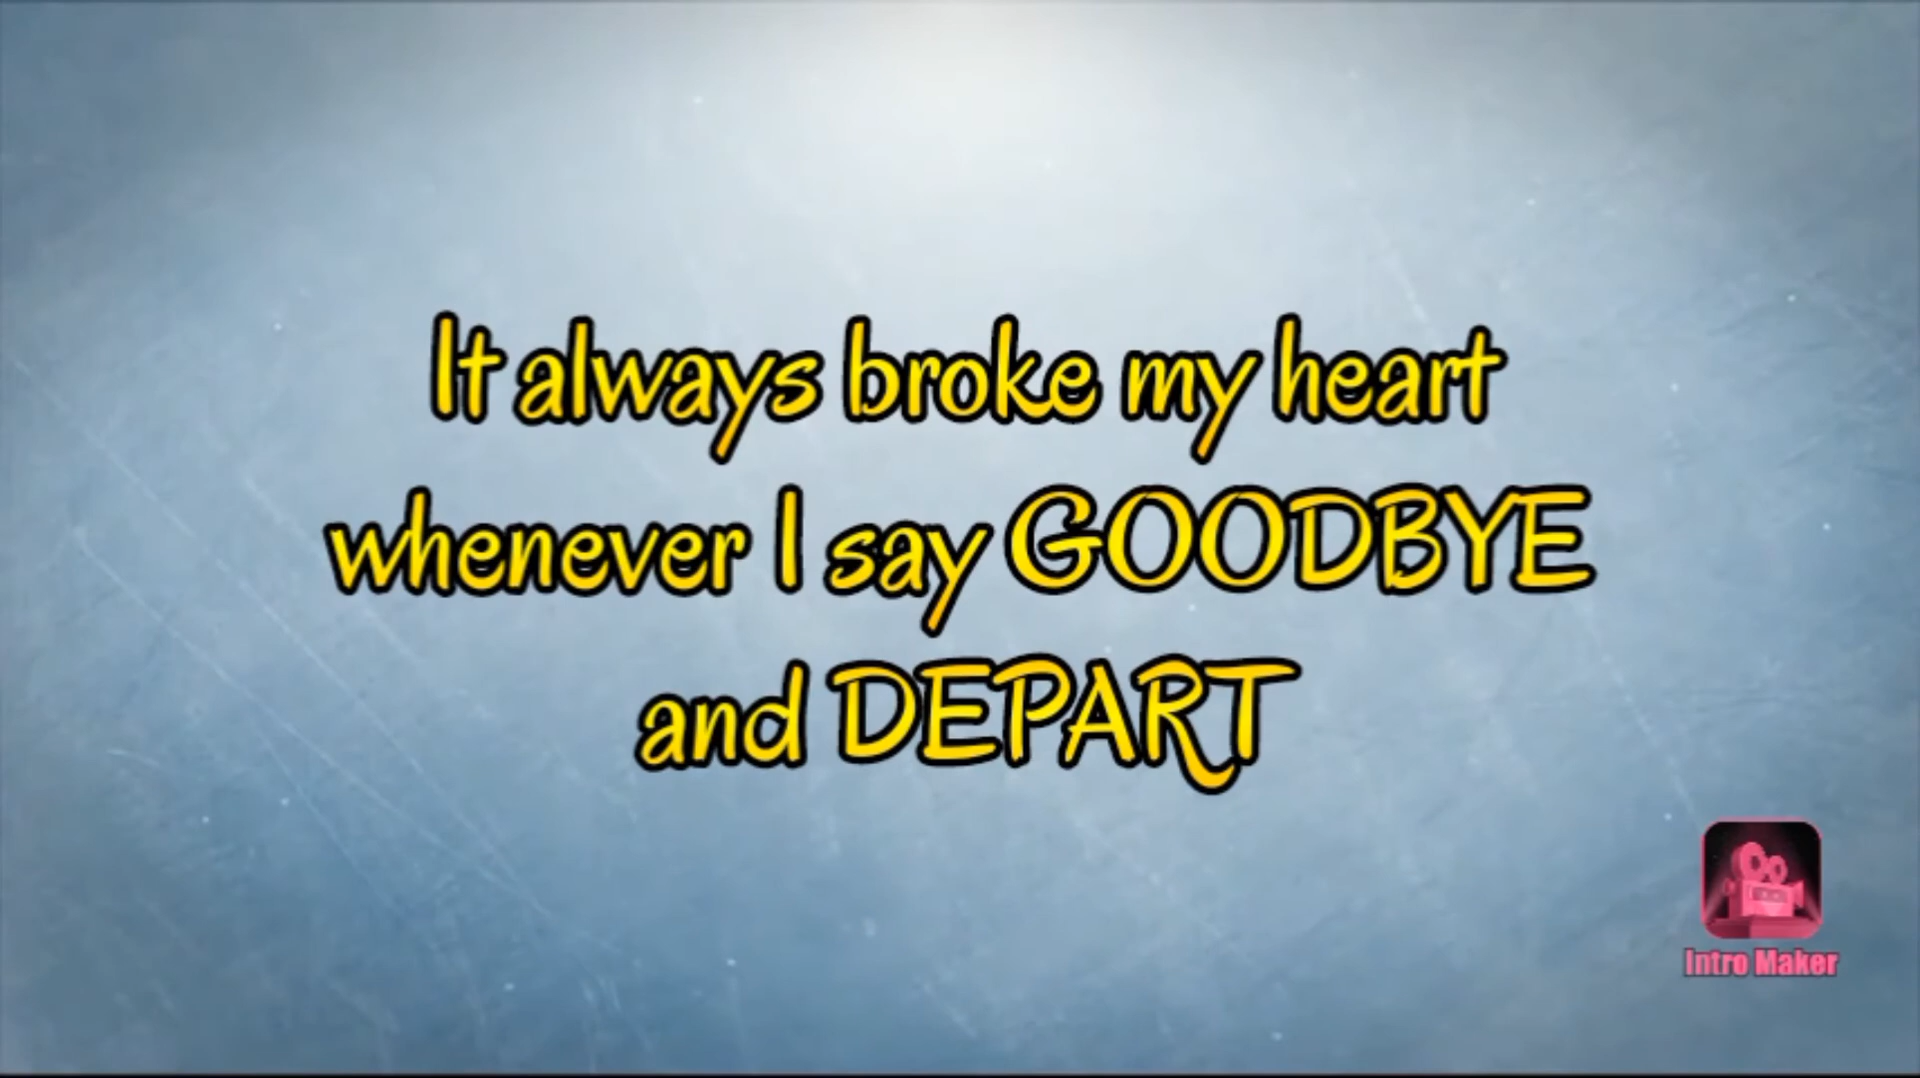 It always broke my heart
whenever I say GOODBYE
and DEPART
Intro Maker